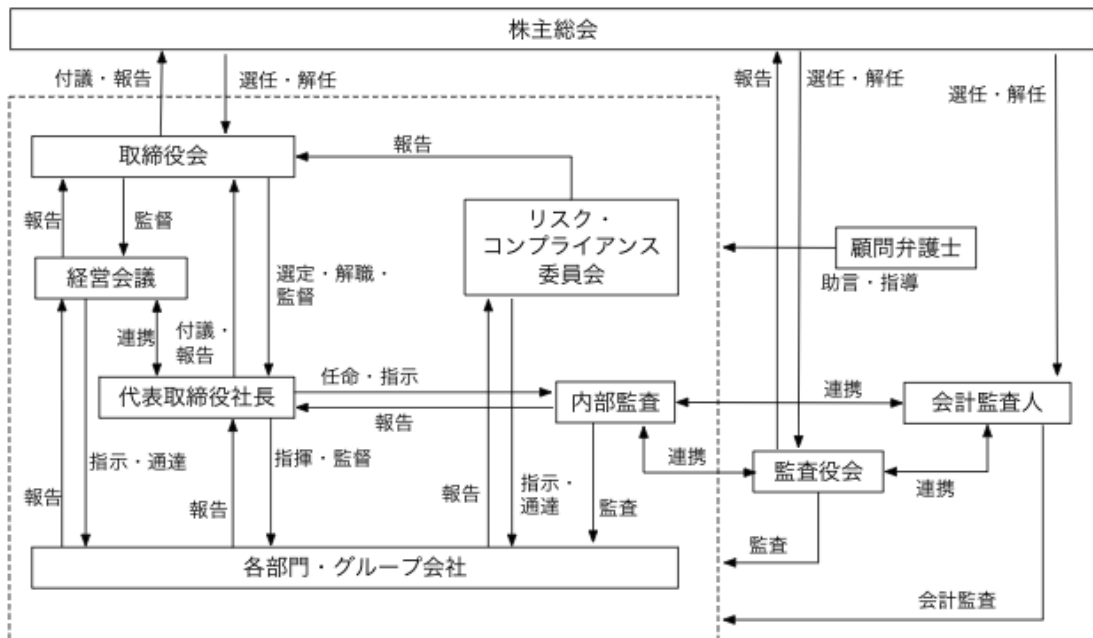 株主総会
付議・報告
選任・解任
報告
選任・解任
選任・解任
取締役会
報告
リスク・
コンプライアンス
委員会
報告
監督
顧問弁護士
助言・指導
経営会議
選定・解職・
監督
連携
付議・
報告
代表取締役社長
任命・指示
報告
内部監査
連携
会計監査人
指示・通達
指揮・監督
連携
監査役会
連携
報告
報告
報告
指示・
通達
監査
監査
各部門・グループ会社
会計監査